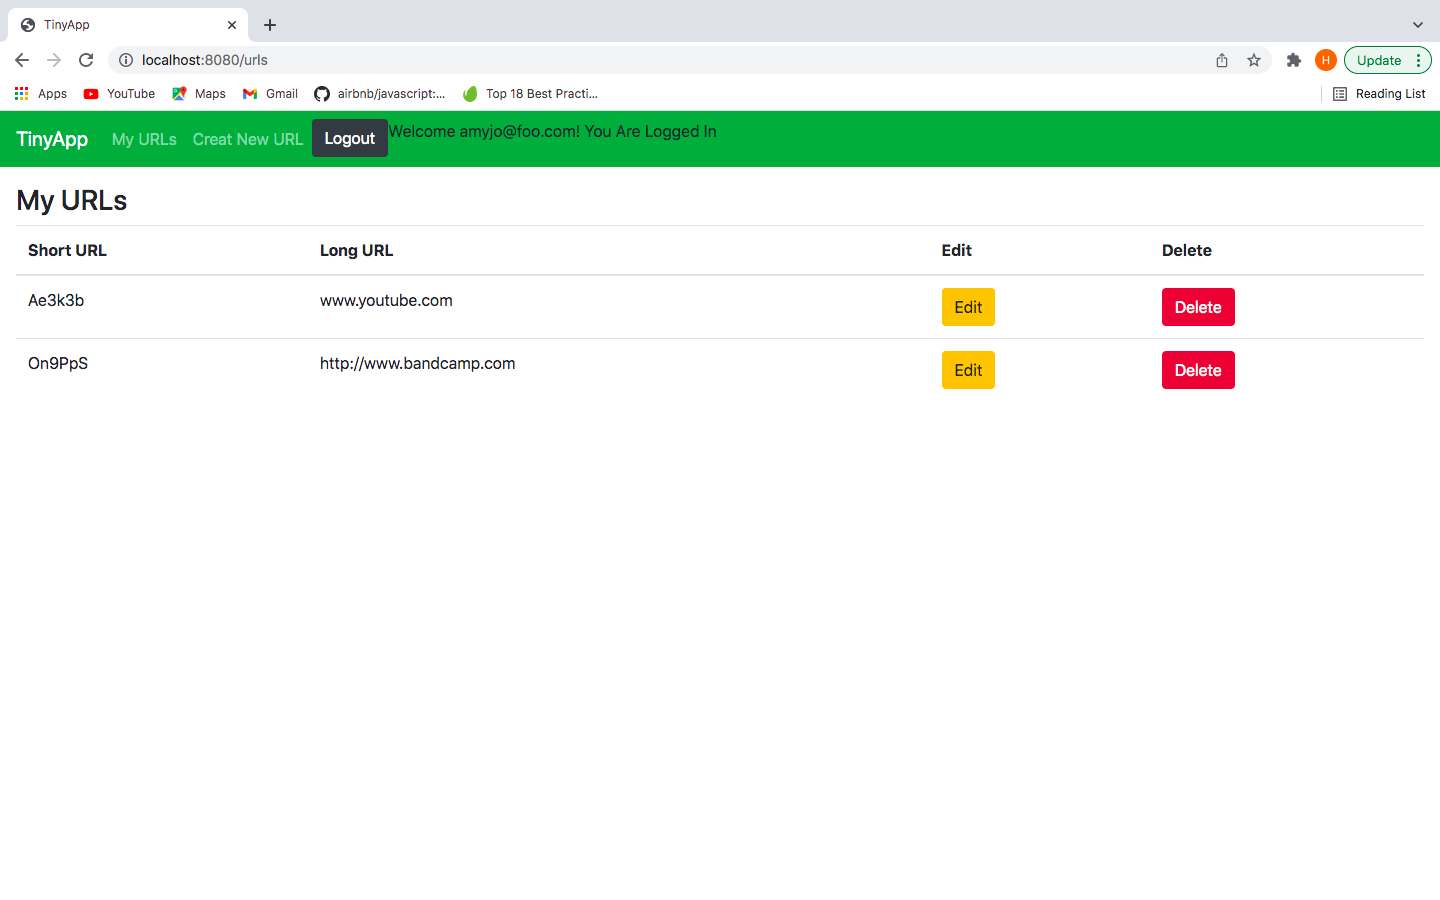 TinyApp
localhost:8080/urls
H
Update
Apps YouTube Maps Gmail airbnb/javascript:... Top 18 Best Practi... Reading List
TinyApp My URLs Creat New URL Logout Welcome amyjo@foo.com! You Are Logged In
My URLs
Short URL Long URL Edit Delete
Ae3k3b www.youtube.com Edit Delete
On9PpS http://www.bandcamp.com Edit Delete